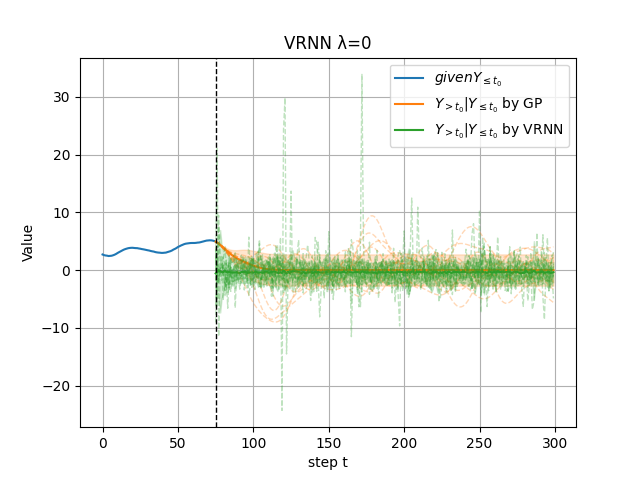 VRNN λ=0
givenY≤t₀
Y>t₀|Y≤t₀ by GP
Y>t₀|Y≤t₀ by VRNN
Value
30
20
10
0
−10
−20
0 50 100 150 200 250 300
step t